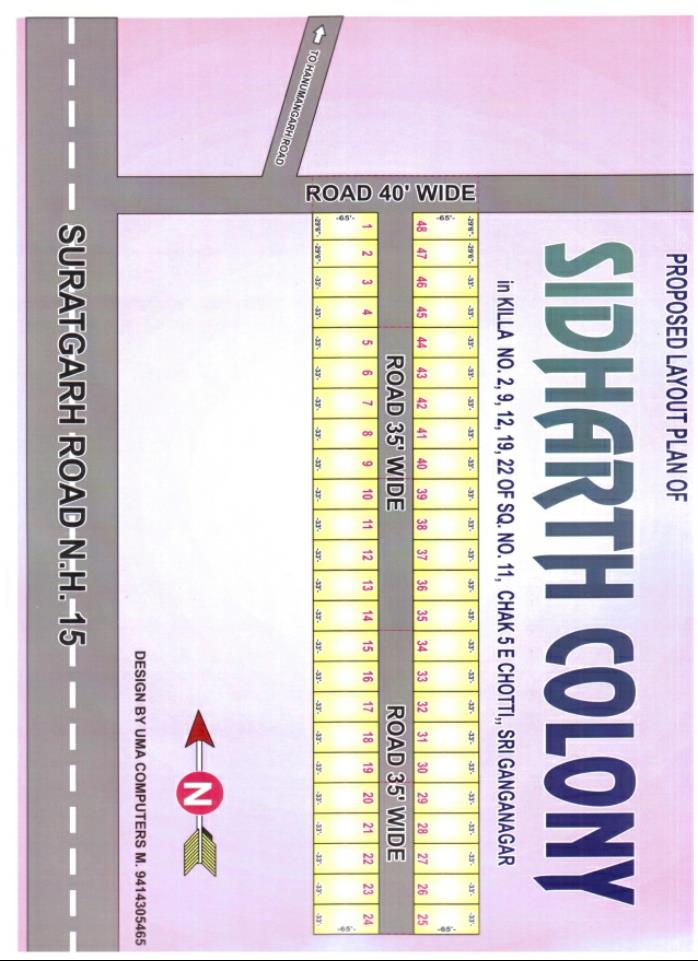 PROPOSED LAYOUT PLAN OF
SIDHARTH COLONY
in KILLA NO. 2, 9, 12, 19, 22 OF SQ. NO. 11, CHAK 5 E CHOTTI,, SRI GANGANAGAR
ROAD 40' WIDE
-29'6"- -29'6"- -33'- -33'- -33'- -33'- -33'- -33'- -33'- -33'- -33'- -33'- -33'- -33'- -33'- -33'- -33'- -33'- -33'- -33'- -33'- -33'- -33'- -33'-
-65'- -65'-
48 47 46 45 44 43 42 41 40 39 38 37 36 35 34 33 32 31 30 29 28 27 26 25
ROAD 35' WIDE ROAD 35' WIDE
1 2 3 4 5 6 7 8 9 10 11 12 13 14 15 16 17 18 19 20 21 22 23 24
-65'- -65'-
-29'6"- -29'6"- -33'- -33'- -33'- -33'- -33'- -33'- -33'- -33'- -33'- -33'- -33'- -33'- -33'- -33'- -33'- -33'- -33'- -33'- -33'- -33'- -33'- -33'-
TO HANUMANGARH ROAD
N
DESIGN BY UMA COMPUTERS M. 9414305465
SURATGARH ROAD N.H. 15